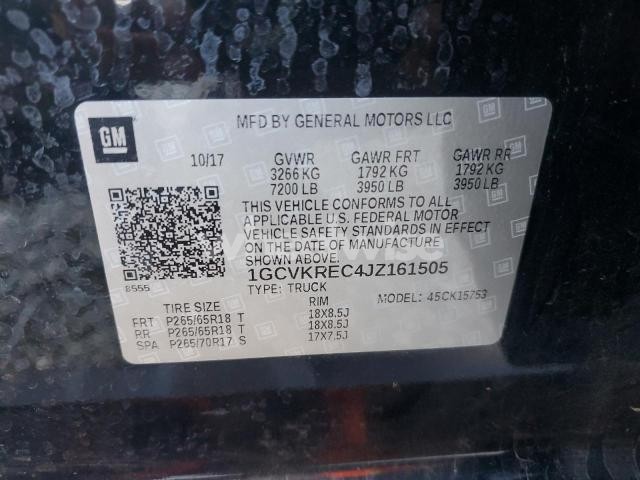 GM
MFD BY GENERAL MOTORS LLC
10/17 GVWR GAWR FRT GAWR RR
3266 KG 1792 KG 1792 KG
7200 LB 3950 LB 3950 LB
THIS VEHICLE CONFORMS TO ALL
APPLICABLE U.S. FEDERAL MOTOR
VEHICLE SAFETY STANDARDS IN EFFECT
ON THE DATE OF MANUFACTURE
SHOWN ABOVE.
1GCVKREC4JZ161505
8555 TYPE: TRUCK MODEL: 4SCK15753
TIRE SIZE RIM
FRT P265/65R18 T 18X8.5J
RR P265/65R18 T 18X8.5J
SPA P265/70R17 S 17X7.5J